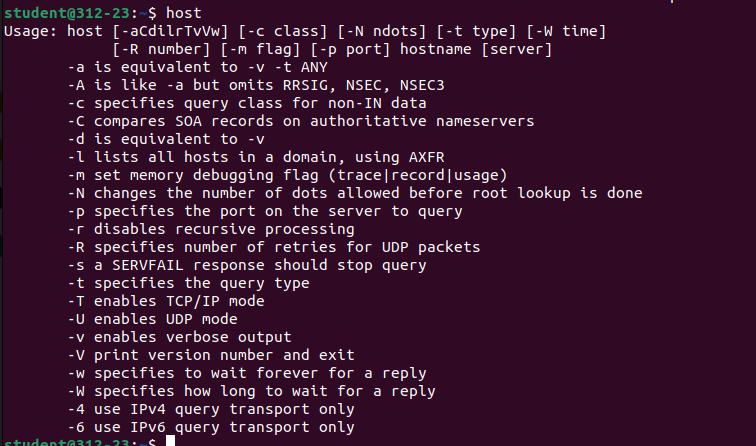 student@312-23:~$ host
Usage: host [-aCdilrTvVw] [-c class] [-N ndots] [-t type] [-W time]
[-R number] [-m flag] [-p port] hostname [server]
-a is equivalent to -v -t ANY
-A is like -a but omits RRSIG, NSEC, NSEC3
-c specifies query class for non-IN data
-C compares SOA records on authoritative nameservers
-d is equivalent to -v
-l lists all hosts in a domain, using AXFR
-m set memory debugging flag (trace|record|usage)
-N changes the number of dots allowed before root lookup is done
-p specifies the port on the server to query
-r disables recursive processing
-R specifies number of retries for UDP packets
-s a SERVFAIL response should stop query
-t specifies the query type
-T enables TCP/IP mode
-U enables UDP mode
-v enables verbose output
-V print version number and exit
-w specifies to wait forever for a reply
-W specifies how long to wait for a reply
-4 use IPv4 query transport only
-6 use IPv6 query transport only
student@312-23:~$